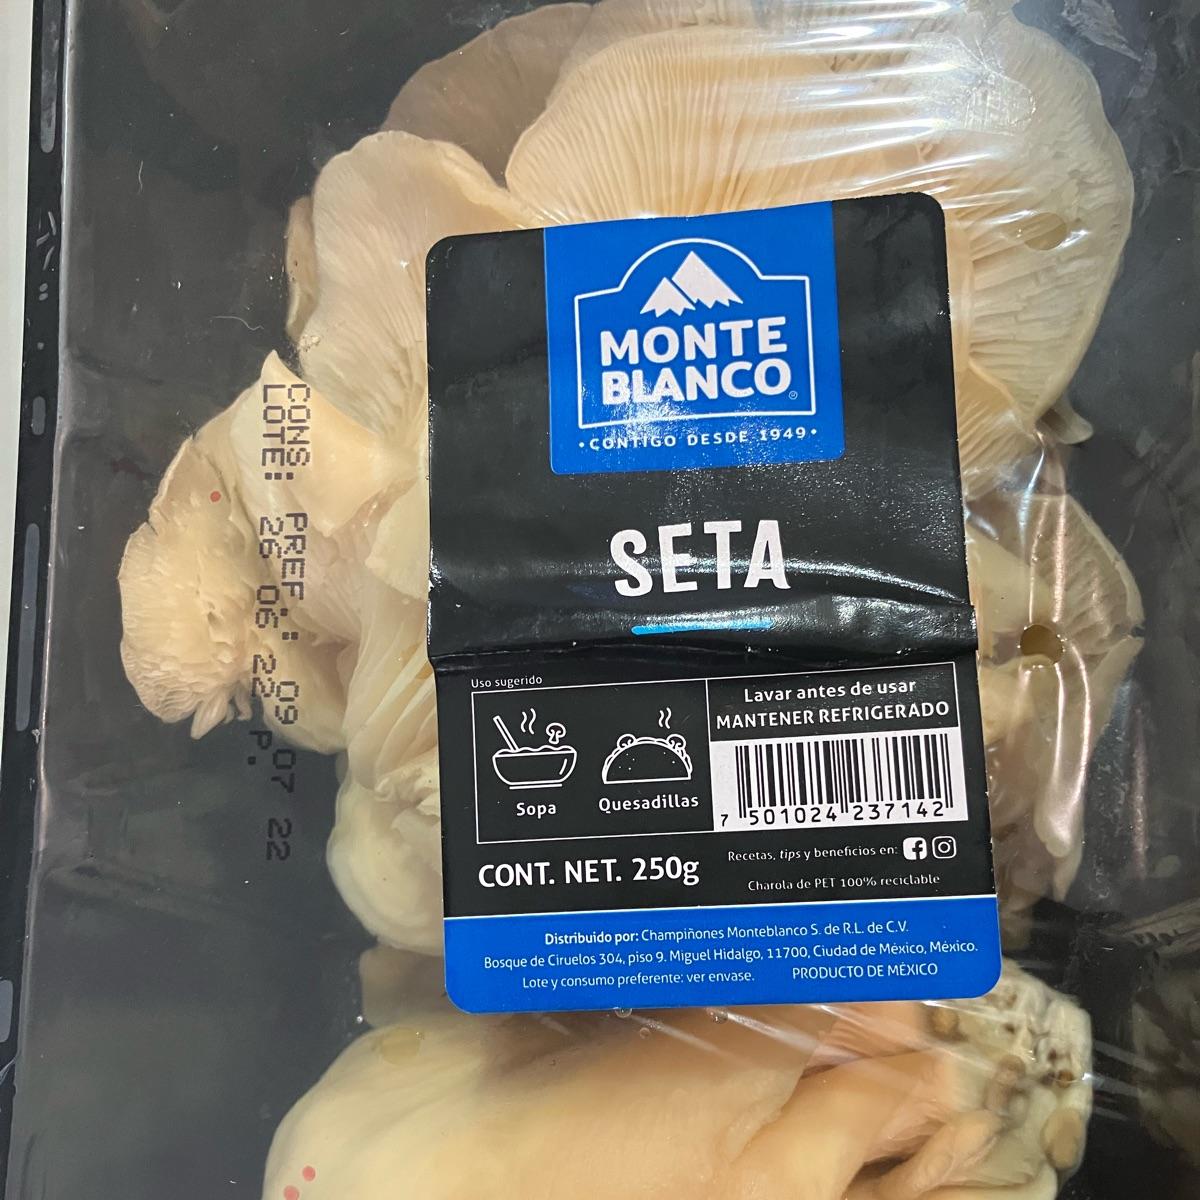 MONTE
BLANCO®
• CONTIGO DESDE 1949 •
SETA
Uso sugerido
Sopa
Quesadillas
Lavar antes de usar
MANTENER REFRIGERADO
7 501024 237142
CONT. NET. 250g
Recetas, tips y beneficios en:
Charola de PET 100% reciclable
Distribuido por: Champiñones Monteblanco S. de R.L. de C.V.
Bosque de Ciruelos 304, piso 9. Miguel Hidalgo, 11700, Ciudad de México, México.
Lote y consumo preferente: ver envase. PRODUCTO DE MÉXICO
CONS: PREF.: 09 07 22
LOTE: 26 06 22 P.